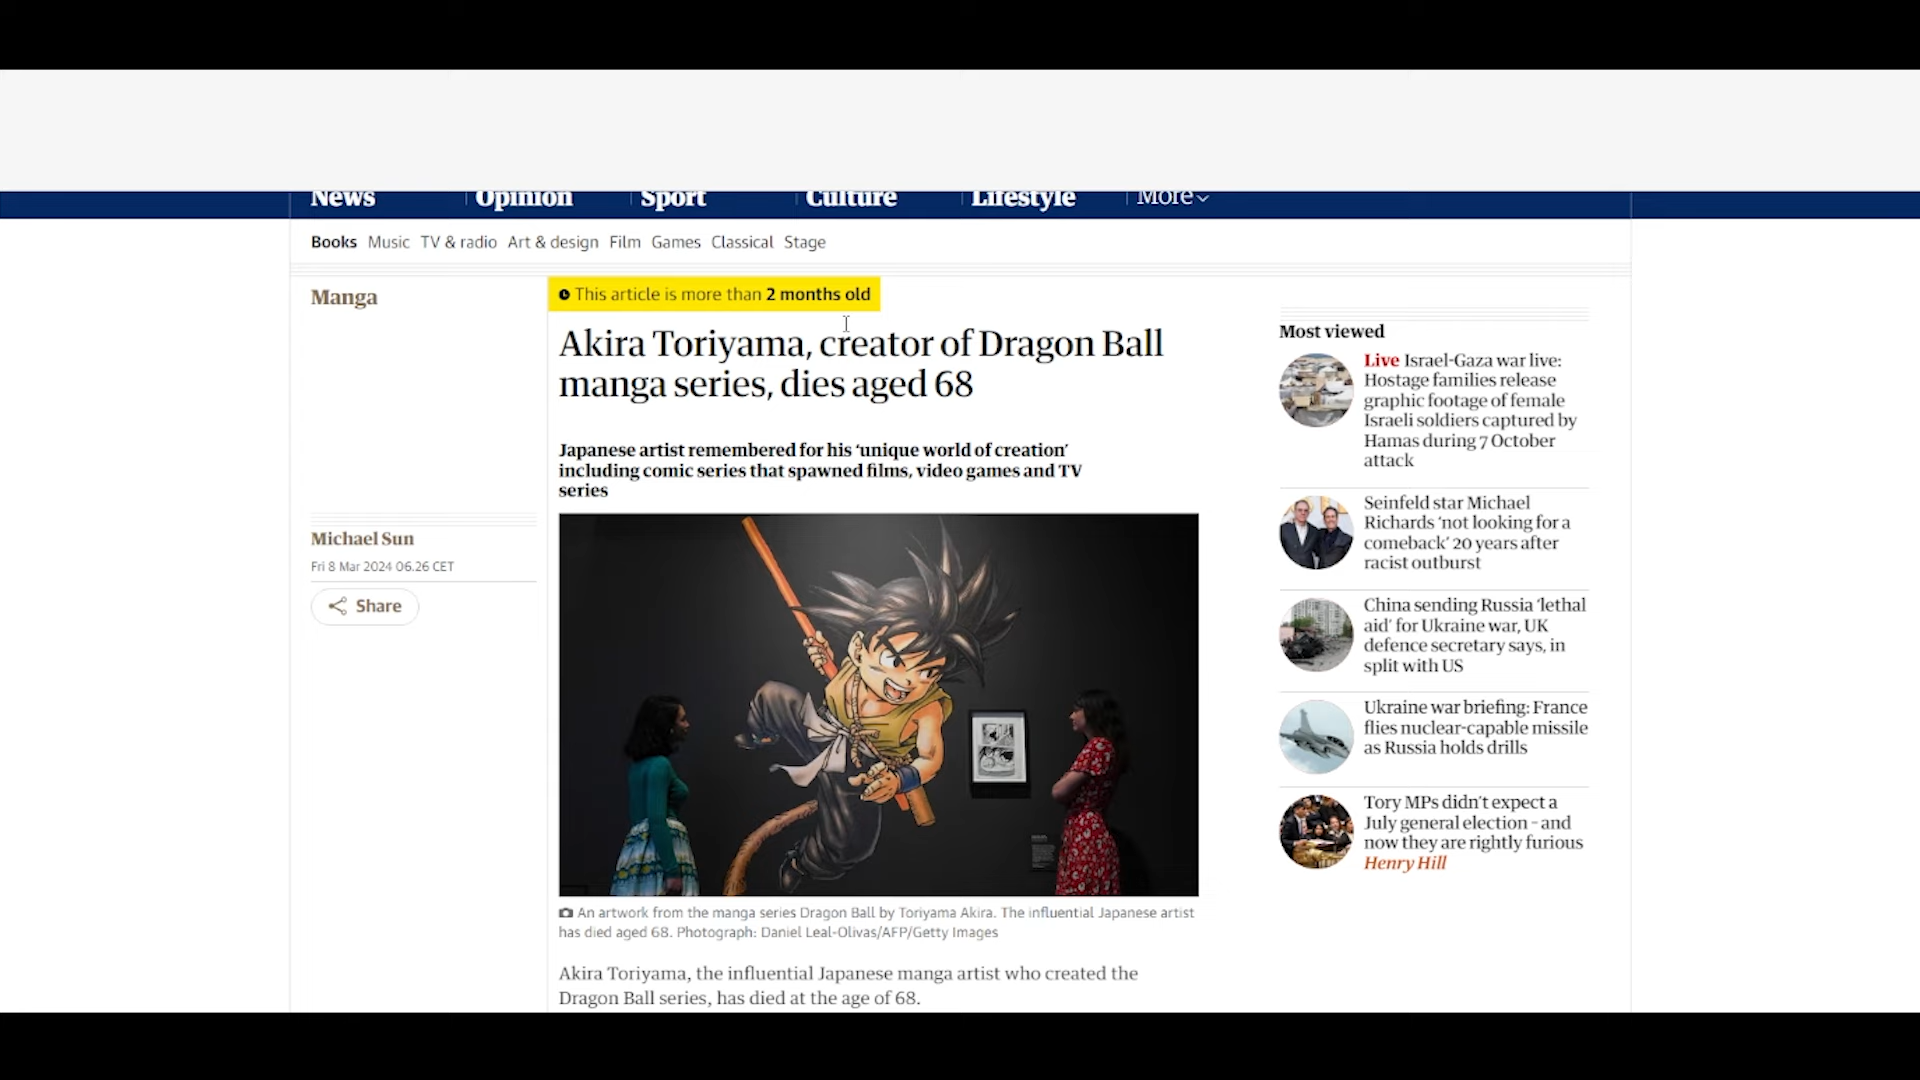 News Opinion Sport Culture Lifestyle More
Books Music TV & radio Art & design Film Games Classical Stage
Manga
This article is more than 2 months old
Akira Toriyama, creator of Dragon Ball
manga series, dies aged 68
Japanese artist remembered for his ‘unique world of creation’
including comic series that spawned films, video games and TV
series
Michael Sun
Fri 8 Mar 2024 06.26 CET
Share
An artwork from the manga series Dragon Ball by Toriyama Akira. The influential Japanese artist
has died aged 68. Photograph: Daniel Leal-Olivas/AFP/Getty Images
Akira Toriyama, the influential Japanese manga artist who created the
Dragon Ball series, has died at the age of 68.
Most viewed
Live Israel-Gaza war live:
Hostage families release
graphic footage of female
Israeli soldiers captured by
Hamas during 7 October
attack
Seinfeld star Michael
Richards ‘not looking for a
comeback’ 20 years after
racist outburst
China sending Russia ‘lethal
aid’ for Ukraine war, UK
defence secretary says, in
split with US
Ukraine war briefing: France
flies nuclear-capable missile
as Russia holds drills
Tory MPs didn’t expect a
July general election – and
now they are rightly furious
Henry Hill